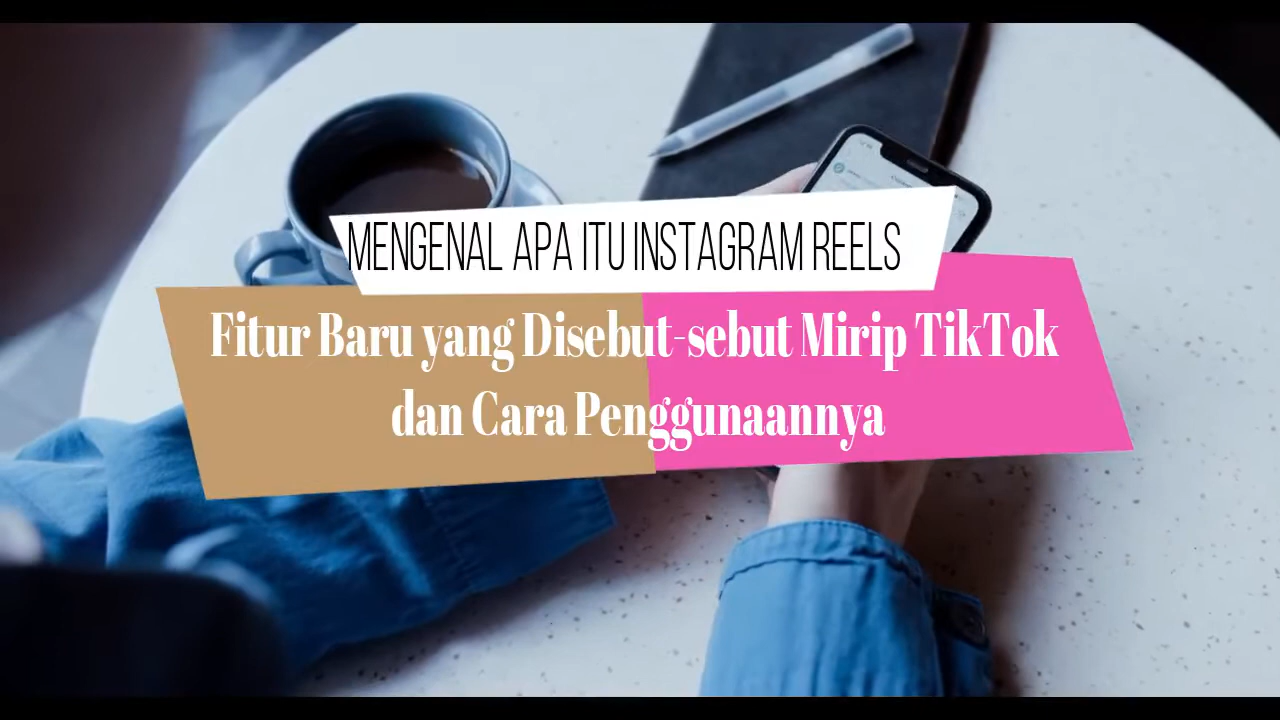 MENGENAL APA ITU INSTAGRAM REELS
Fitur Baru yang Disebut-sebut Mirip TikTok
dan Cara Penggunaannya